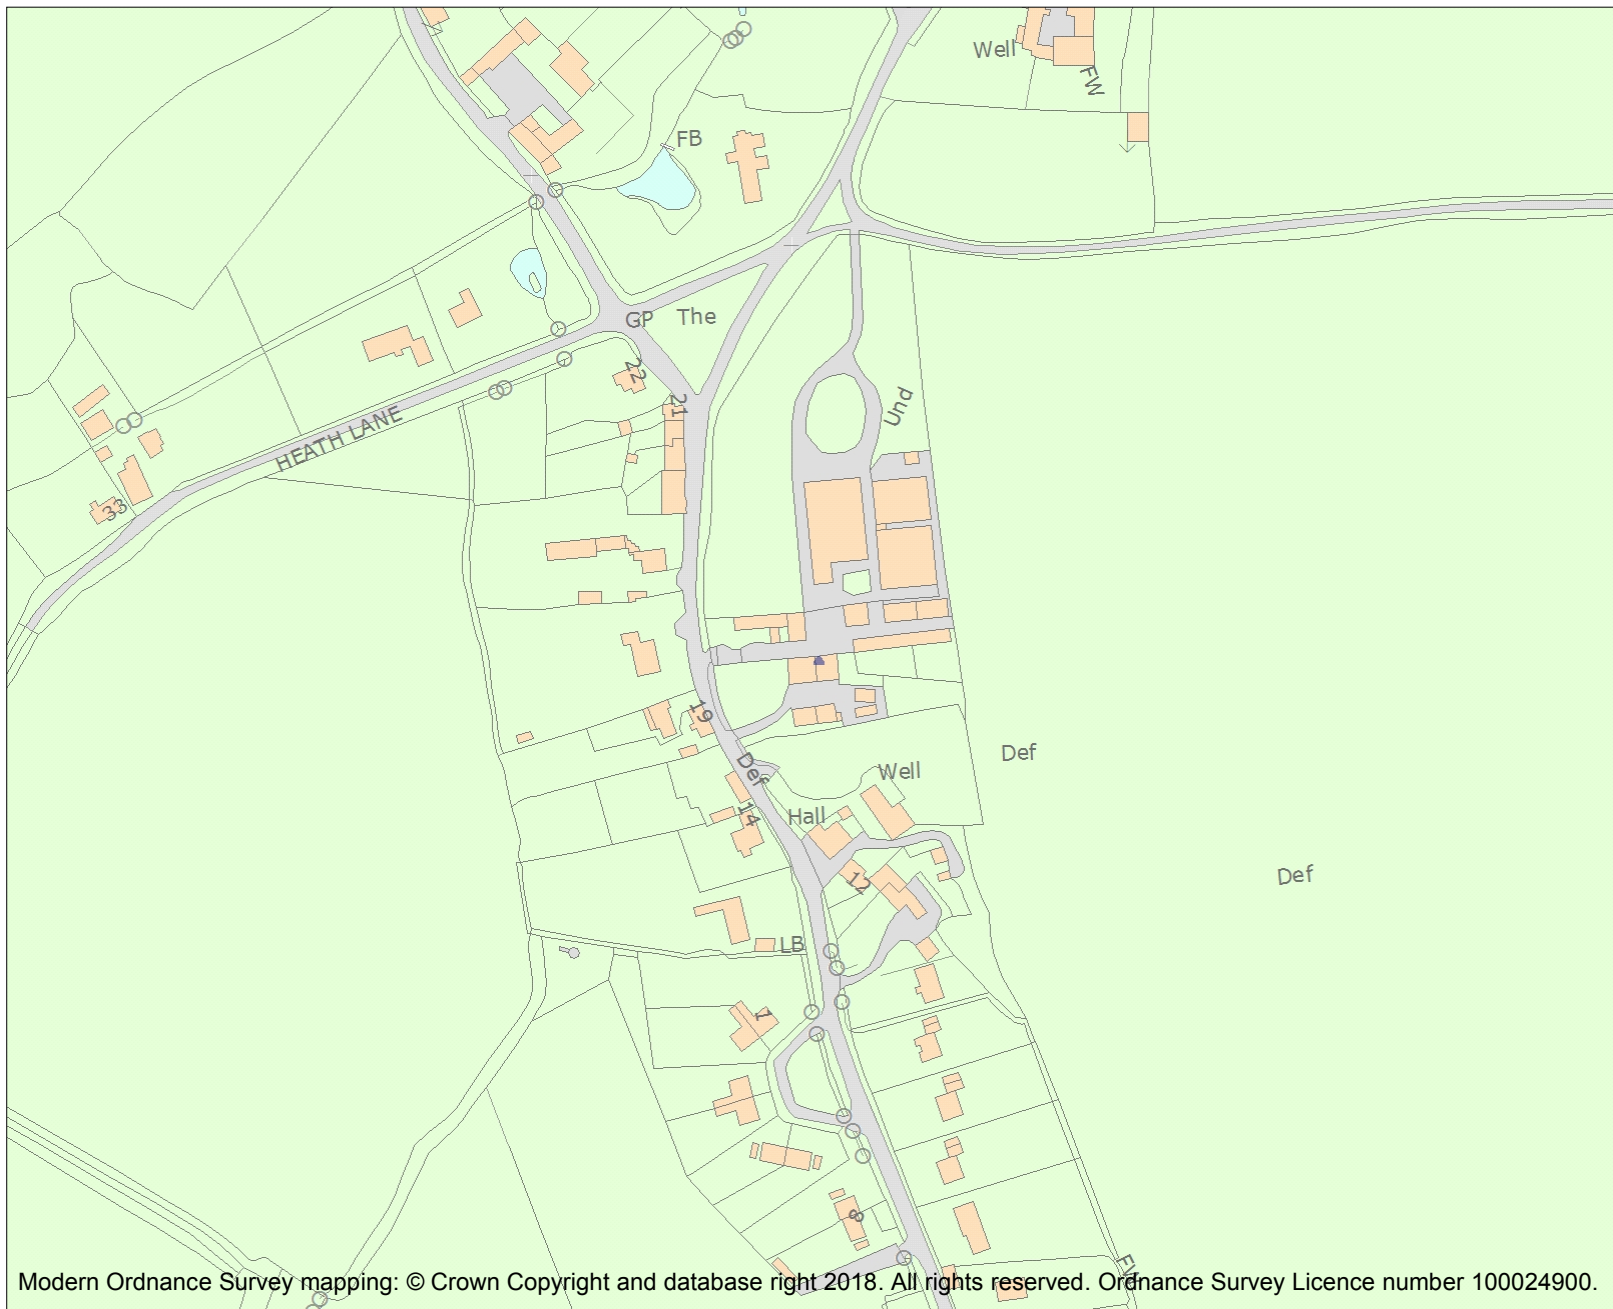 Well
FW
FB
GP The
22
21
Und
HEATH LANE
33
19
Def
Def
Well
14
Hall
12
Def
LB
1
8
FW
Modern Ordnance Survey mapping: © Crown Copyright and database right 2018. All rights reserved. Ordnance Survey Licence number 100024900.